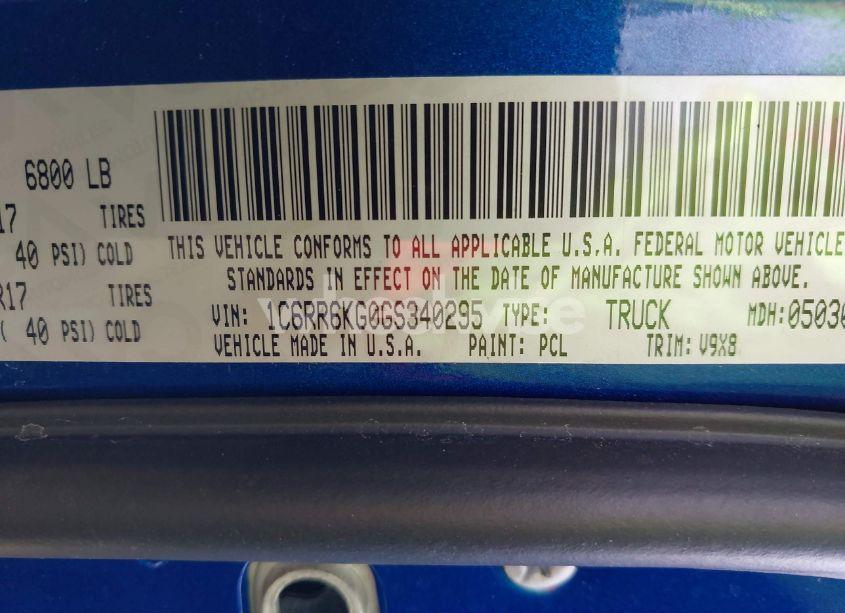 6800 LB
17 TIRES
40 PSI) COLD
R17 TIRES
( 40 PSI) COLD
THIS VEHICLE CONFORMS TO ALL APPLICABLE U.S.A. FEDERAL MOTOR VEHICLE
STANDARDS IN EFFECT ON THE DATE OF MANUFACTURE SHOWN ABOVE.
VIN: 1C6RR6KG0GS340295 TYPE: TRUCK MDH:05030
VEHICLE MADE IN U.S.A. PAINT: PCL TRIM: V9X8